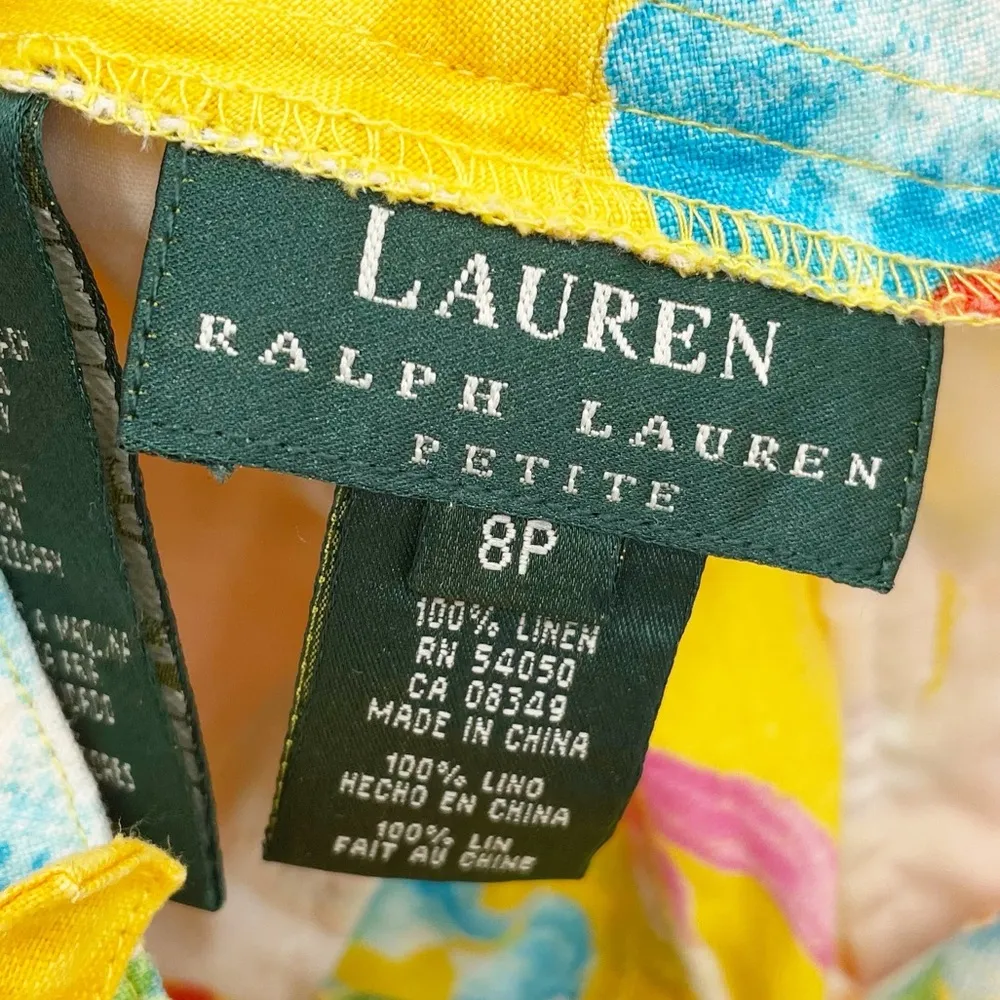 LAUREN
RALPH LAUREN
PETITE
8P
100% LINEN
RN 54050
CA 08349
MADE IN CHINA
100% LINO
HECHO EN CHINA
100% LIN
FAIT AU CHINE
A MACHINE